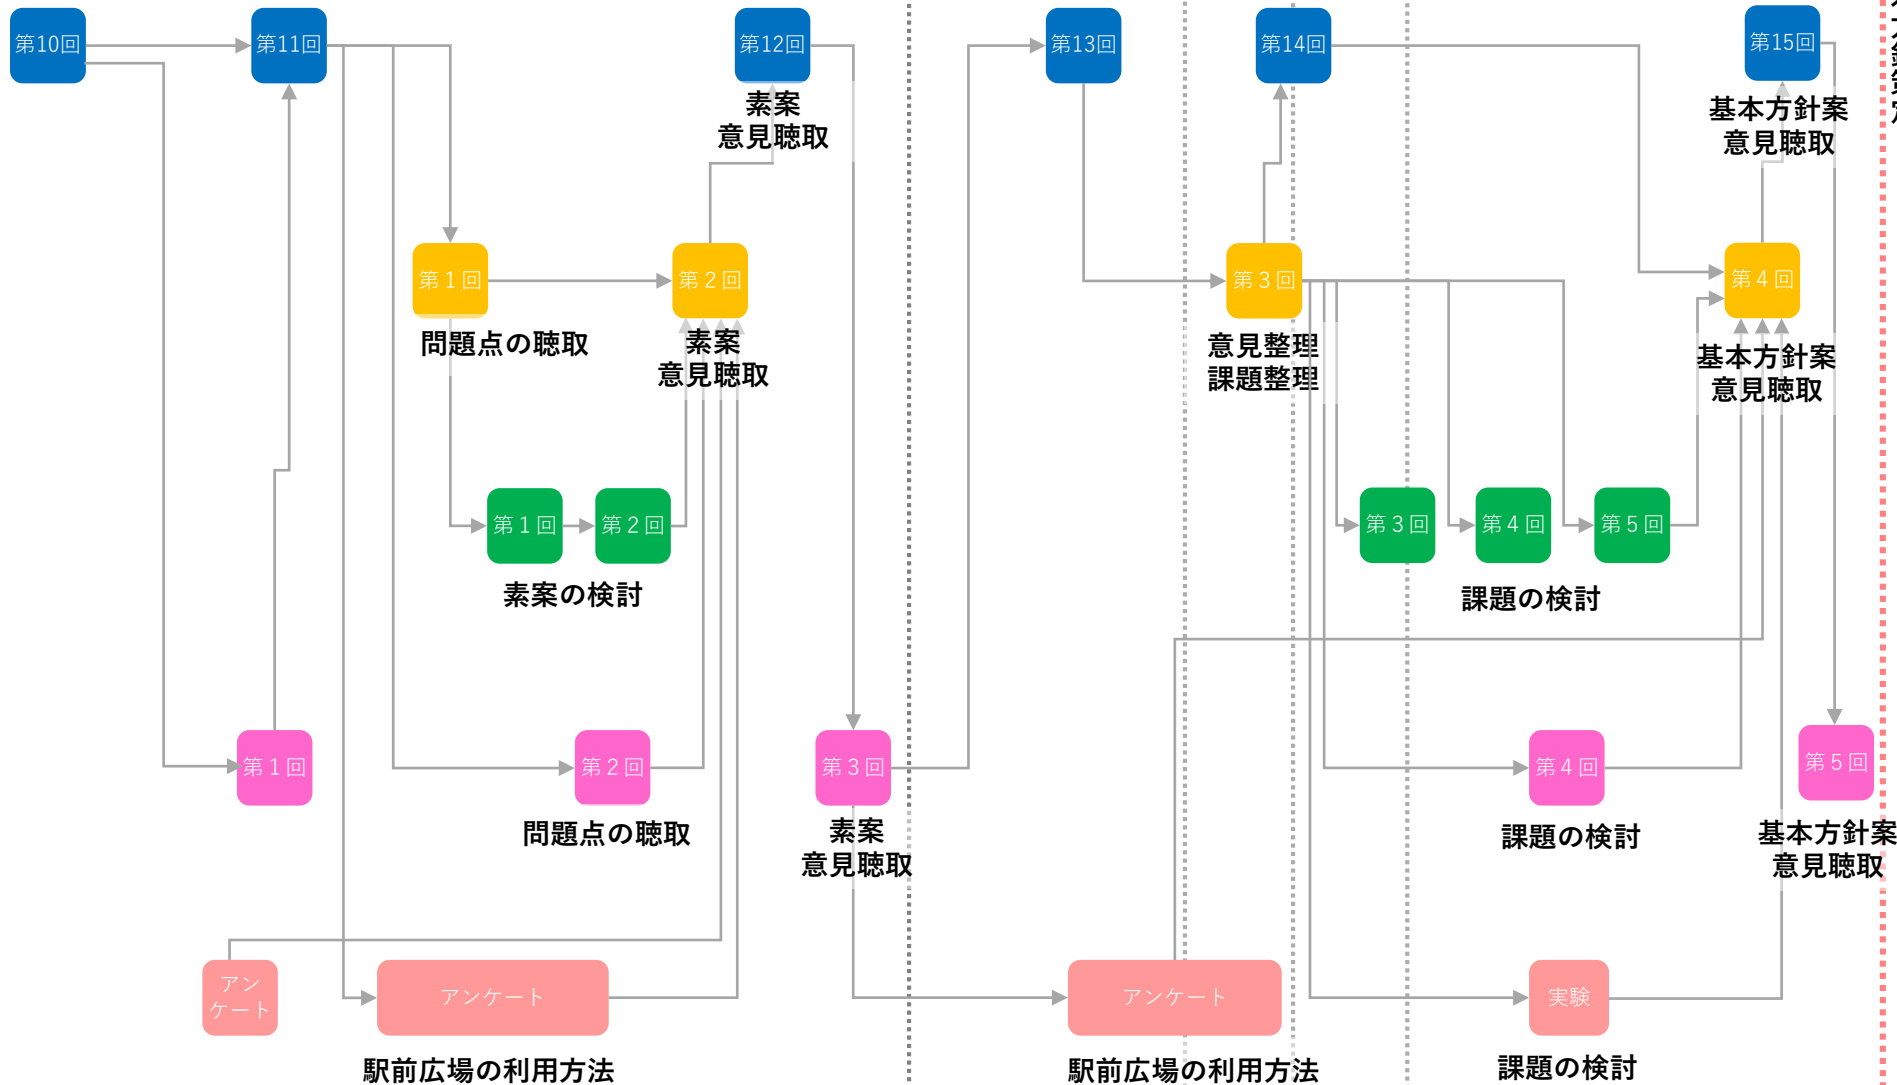 第10回
第11回
第12回
第13回
第14回
第15回
素案
意見聴取
基本方針案
意見聴取
第１回
第２回
第３回
第４回
問題点の聴取
素案
意見聴取
意見整理
課題整理
基本方針案
意見聴取
第１回
第２回
第３回
第４回
第５回
素案の検討
課題の検討
第１回
第２回
第３回
第４回
第５回
問題点の聴取
素案
意見聴取
課題の検討
基本方針案
意見聴取
アン
ケート
アンケート
アンケート
実験
駅前広場の利用方法
駅前広場の利用方法
課題の検討